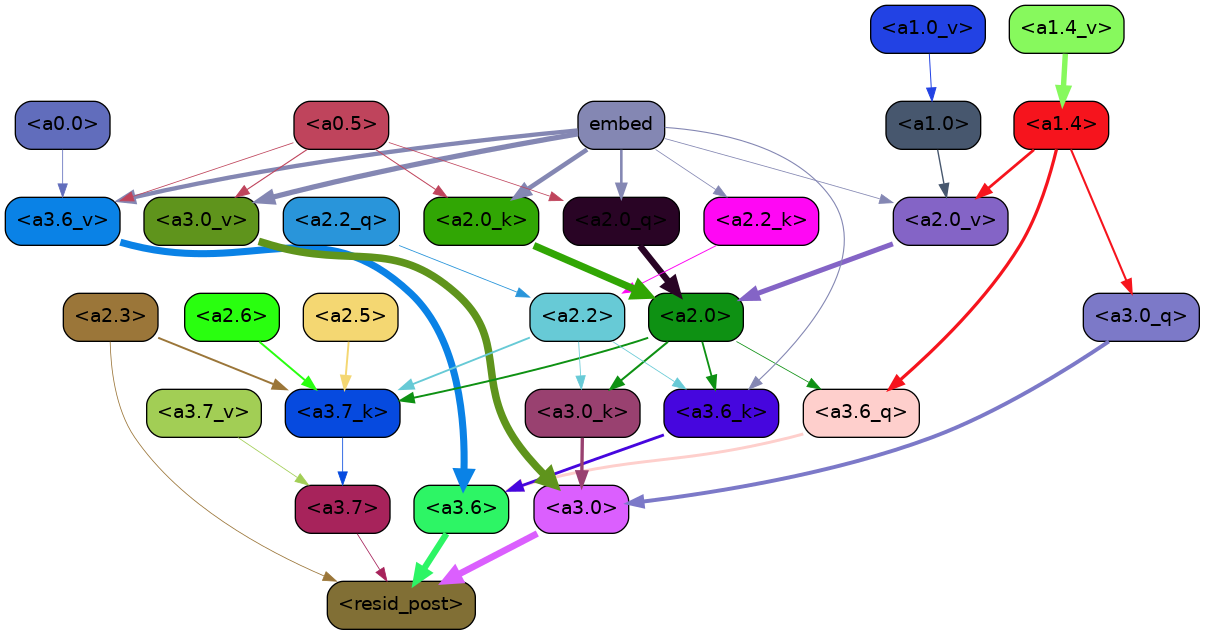 <a1.0_v> <a1.4_v>
<a0.0> <a0.5> embed <a1.0> <a1.4>
<a3.6_v> <a3.0_v> <a2.2_q> <a2.0_k> <a2.0_q> <a2.2_k> <a2.0_v>
<a2.3> <a2.6> <a2.5> <a2.2> <a2.0> <a3.0_q>
<a3.7_v> <a3.7_k> <a3.0_k> <a3.6_k> <a3.6_q>
<a3.7> <a3.6> <a3.0>
<resid_post>